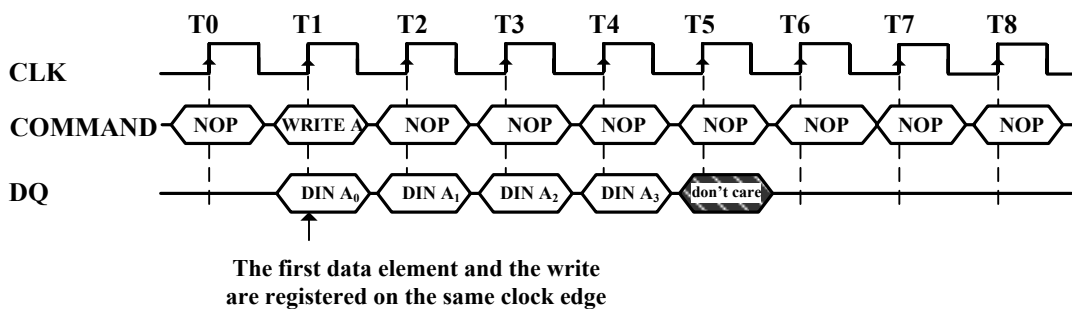 T0 T1 T2 T3 T4 T5 T6 T7 T8
CLK
COMMAND NOP WRITE A NOP NOP NOP NOP NOP NOP NOP
DQ DIN A₀ DIN A₁ DIN A₂ DIN A₃ don't care
The first data element and the write
are registered on the same clock edge